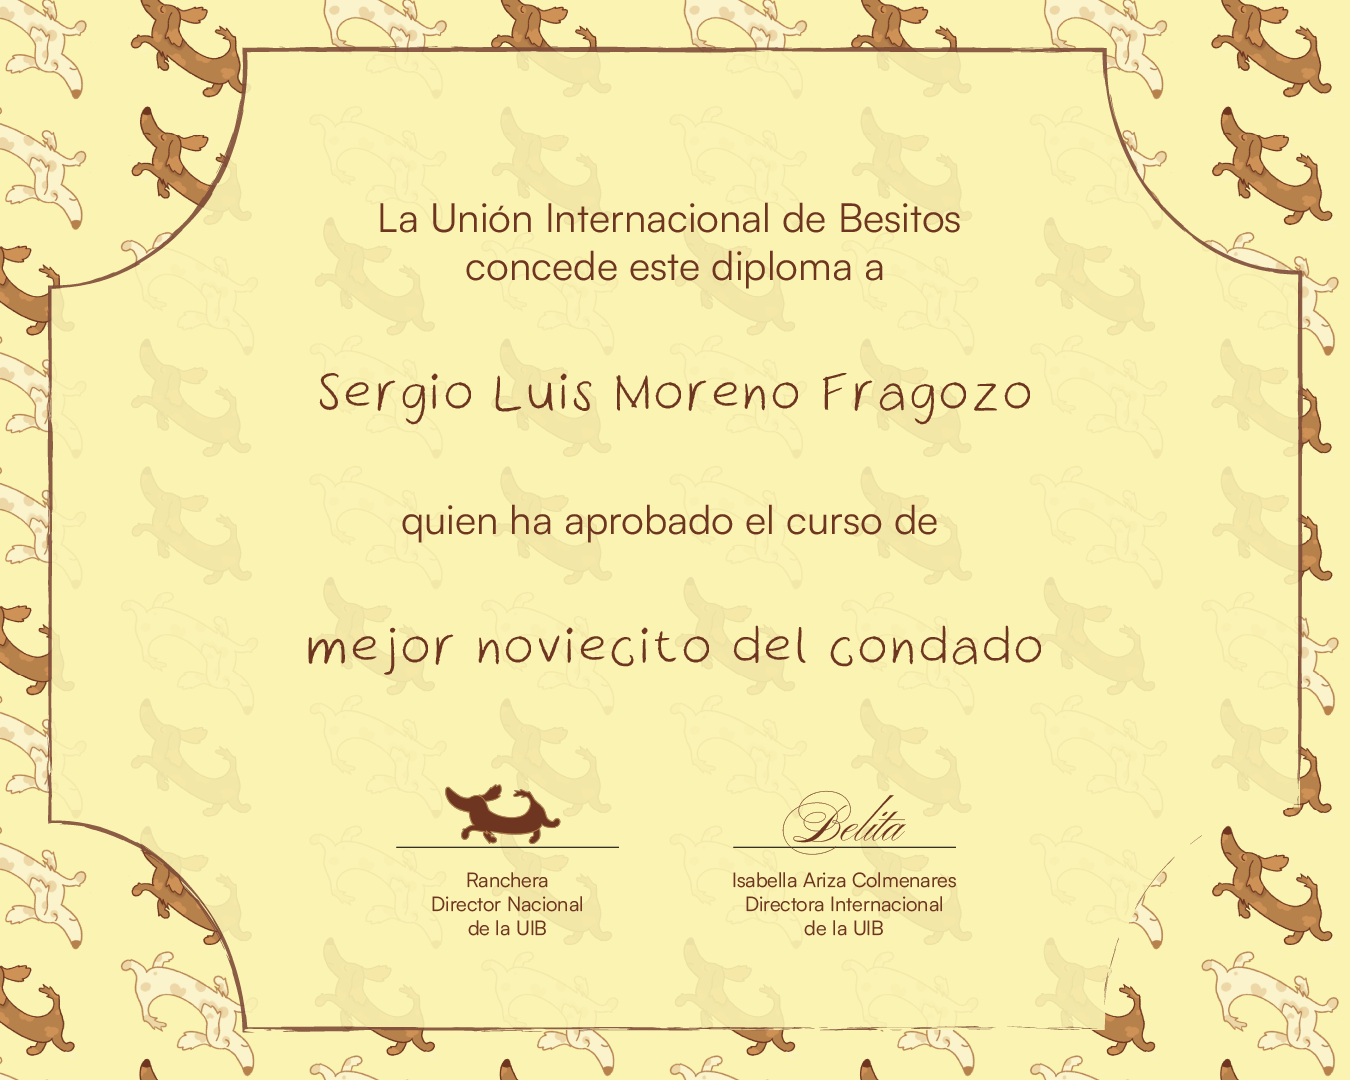 La Unión Internacional de Besitos
concede este diploma a
Sergio Luis Moreno Fragozo
quien ha aprobado el curso de
mejor noviecito del condado
Belita
Ranchera
Director Nacional
de la UIB
Isabella Ariza Colmenares
Directora Internacional
de la UIB